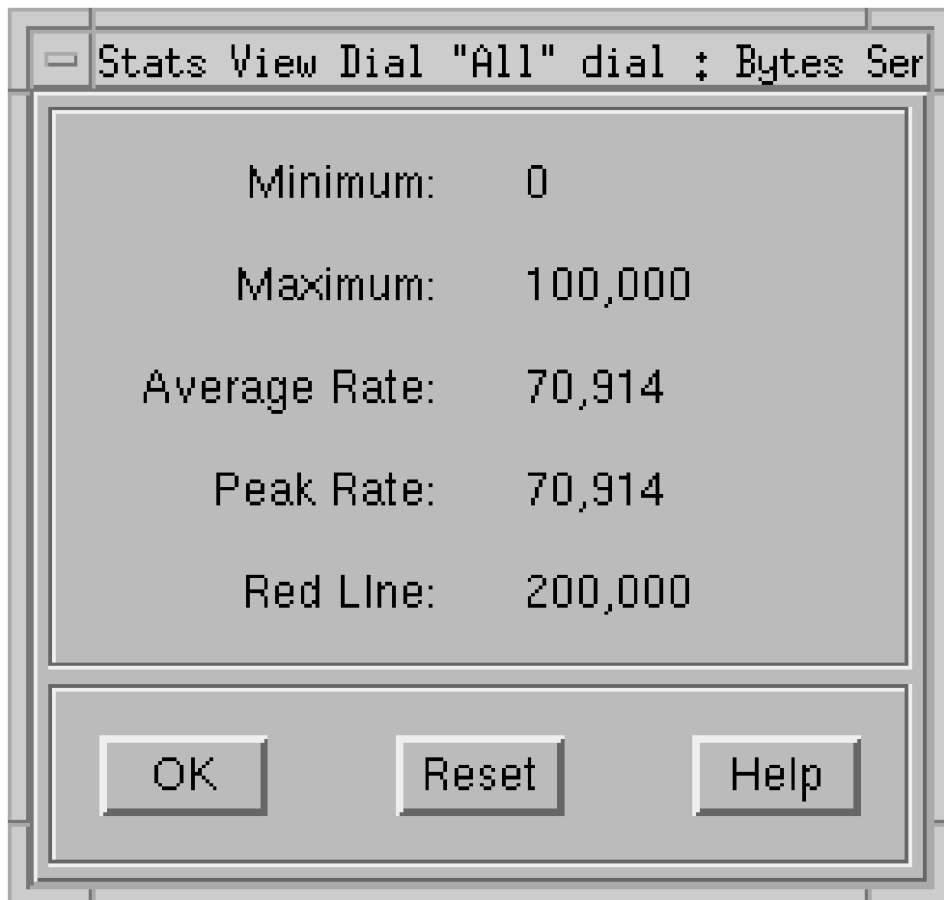 Stats View Dial "All" dial : Bytes Ser
Minimum: 0
Maximum: 100,000
Average Rate: 70,914
Peak Rate: 70,914
Red LIne: 200,000
OK Reset Help